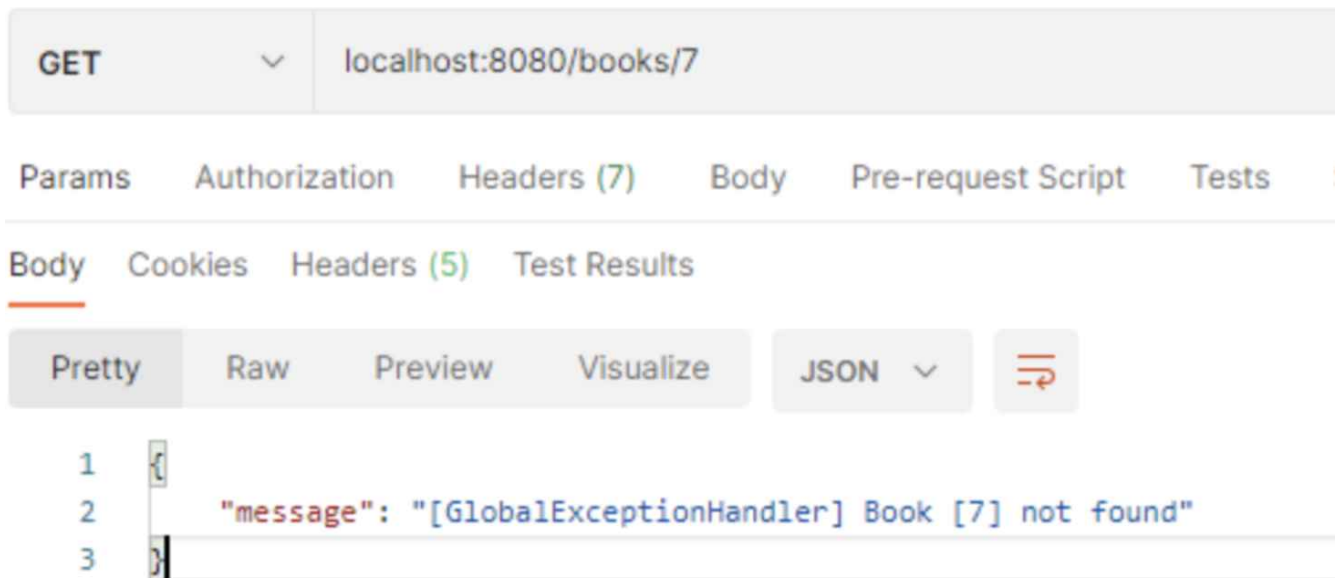 GET localhost:8080/books/7
Params Authorization Headers (7) Body Pre-request Script Tests
Body Cookies Headers (5) Test Results
Pretty Raw Preview Visualize JSON
1 {
2 "message": "[GlobalExceptionHandler] Book [7] not found"
3 }